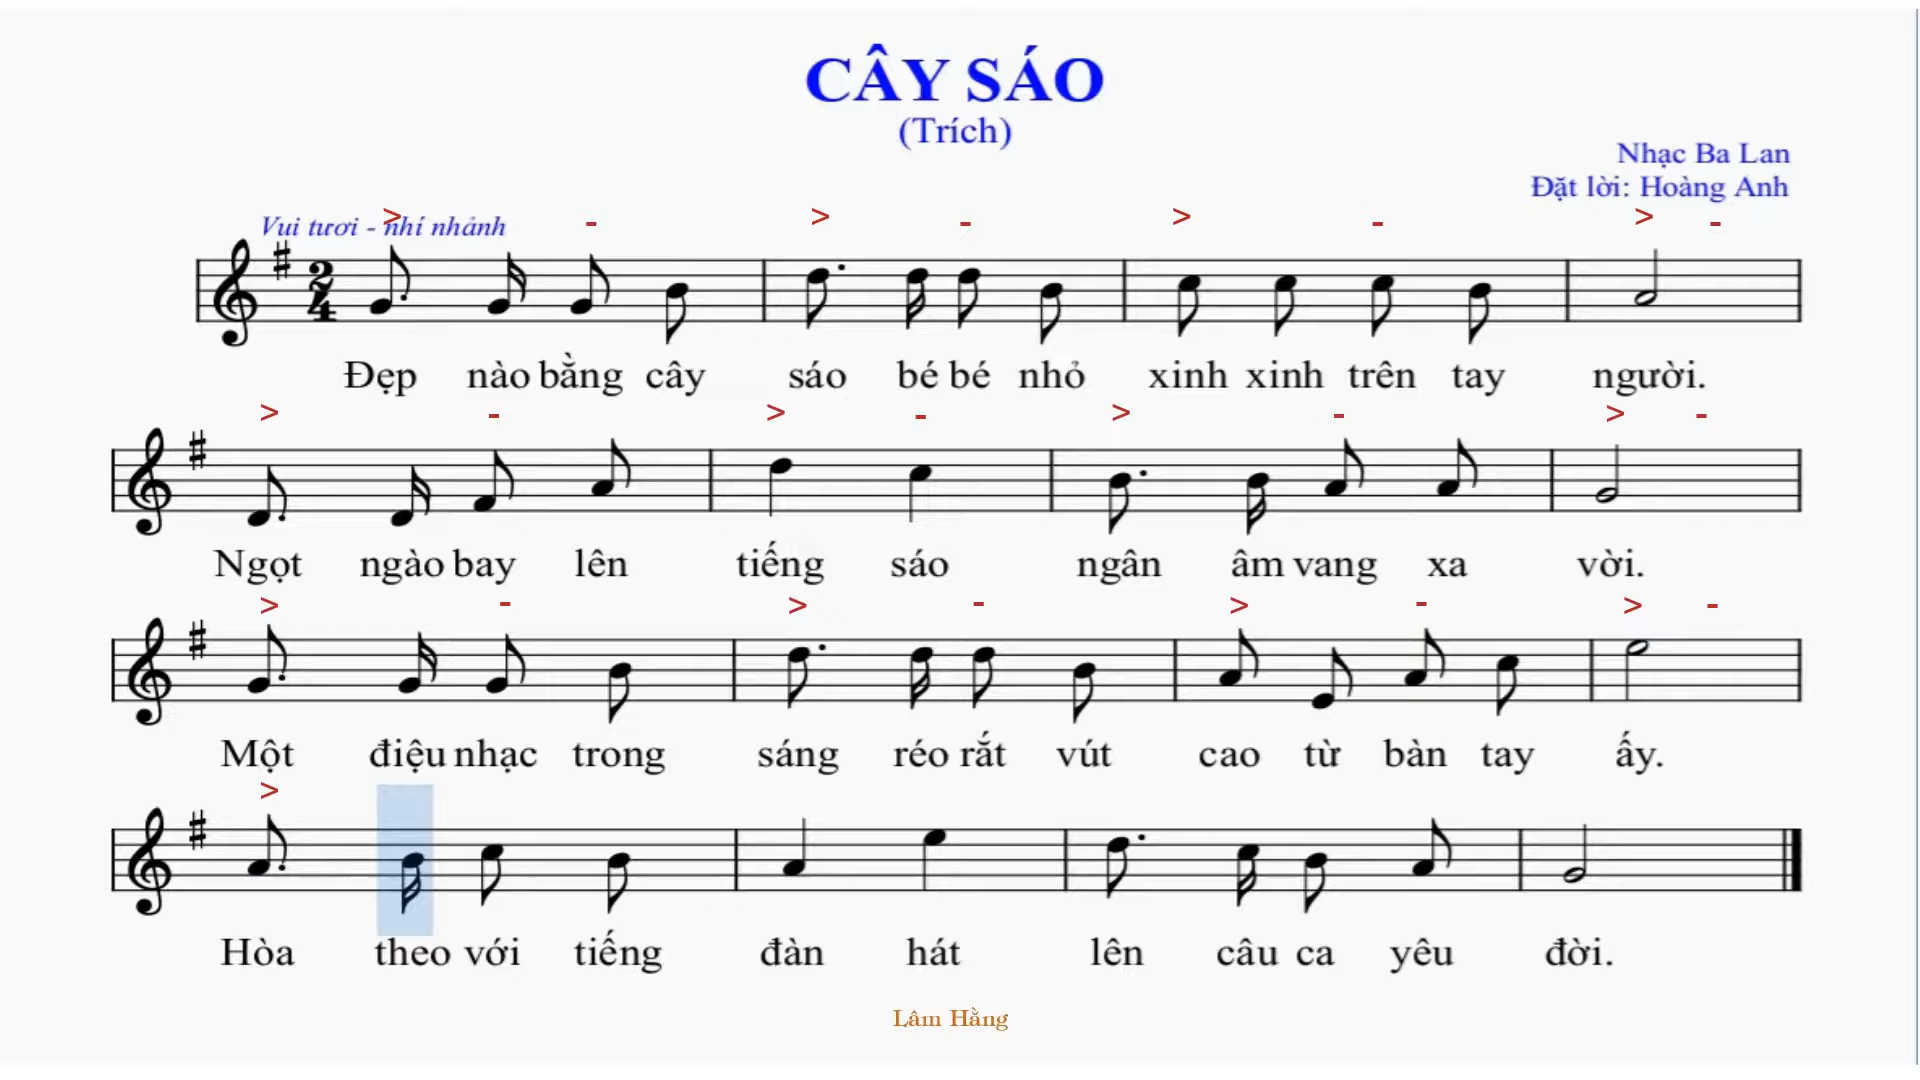 CÂY SÁO
(Trích)
Nhạc Ba Lan
Đặt lời: Hoàng Anh
Vui tươi - nhí nhảnh
Đẹp nào bằng cây sáo bé bé nhỏ xinh xinh trên tay người.
Ngọt ngào bay lên tiếng sáo ngân âm vang xa vời.
Một điệu nhạc trong sáng réo rắt vút cao từ bàn tay ấy.
Hòa theo với tiếng đàn hát lên câu ca yêu đời.
Lâm Hằng